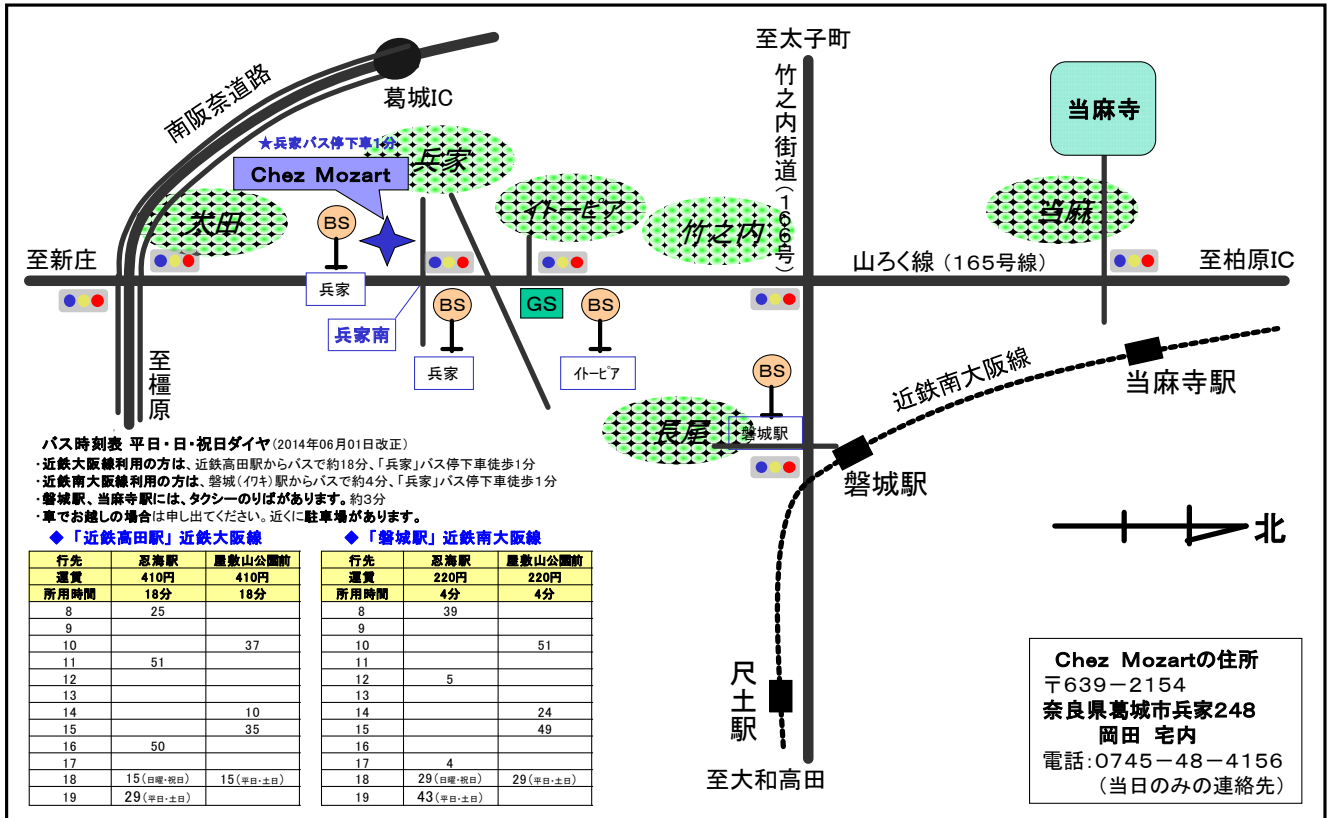 至太子町
竹之内街道(166号)
南阪奈道路
葛城IC
★兵家バス停下車1分
Chez Mozart
兵家
太田
イトーピア
竹之内
当麻寺
当麻
BS
兵家
至新庄
山ろく線(165号線)
至柏原IC
兵家南
BS
兵家
GS
BS
イトーピア
至橿原
BS
磐城駅
長屋
磐城駅
近鉄南大阪線
当麻寺駅
北
尺土駅
至大和高田
バス時刻表 平日・日・祝日ダイヤ(2014年06月01日改正)
・近鉄大阪線利用の方は、近鉄高田駅からバスで約18分、「兵家」バス停下車徒歩1分
・近鉄南大阪線利用の方は、磐城(イワキ)駅からバスで約4分、「兵家」バス停下車徒歩1分
・磐城駅、当麻寺駅には、タクシーのりばがあります。約3分
・車でお越しの場合は申し出てください。近くに駐車場があります。
◆「近鉄高田駅」近鉄大阪線
行先 忍海駅 屋敷山公園前
運賃 410円 410円
所用時間 18分 18分
8 25
9
10 37
11 51
12
13
14 10
15 35
16 50
17
18 15(日曜・祝日) 15(平日・土日)
19 29(平日・土日)
◆「磐城駅」近鉄南大阪線
行先 忍海駅 屋敷山公園前
運賃 220円 220円
所用時間 4分 4分
8 39
9
10 51
11
12 5
13
14 24
15 49
16
17 4
18 29(日曜・祝日) 29(平日・土日)
19 43(平日・土日)
Chez Mozartの住所
〒639-2154
奈良県葛城市兵家248
岡田 宅内
電話:0745-48-4156
(当日のみの連絡先)